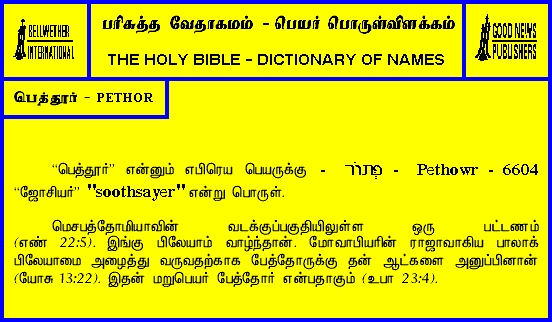 BELLWETHER
INTERNATIONAL
பரிசுத்த வேதாகமம் - பெயர் பொருள்விளக்கம்
THE HOLY BIBLE - DICTIONARY OF NAMES
GOOD NEWS
PUBLISHERS
பெத்தூர் - PETHOR
“பெத்தூர்” என்னும் எபிரெய பெயருக்கு - פְּתֹר - Pethowr - 6604
“ஜோசியர்” "soothsayer" என்று பொருள்.
மெசபத்தோமியாவின் வடக்குப்பகுதியிலுள்ள ஒரு பட்டணம்
(எண் 22:5). இங்கு பிலேயாம் வாழ்ந்தான். மோவாபியரின் ராஜாவாகிய பாலாக்
பிலேயாமை அழைத்து வருவதற்காக பேத்தோருக்கு தன் ஆட்களை அனுப்பினான்
(யோசு 13:22). இதன் மறுபெயர் பேத்தோர் என்பதாகும் (உபா 23:4).